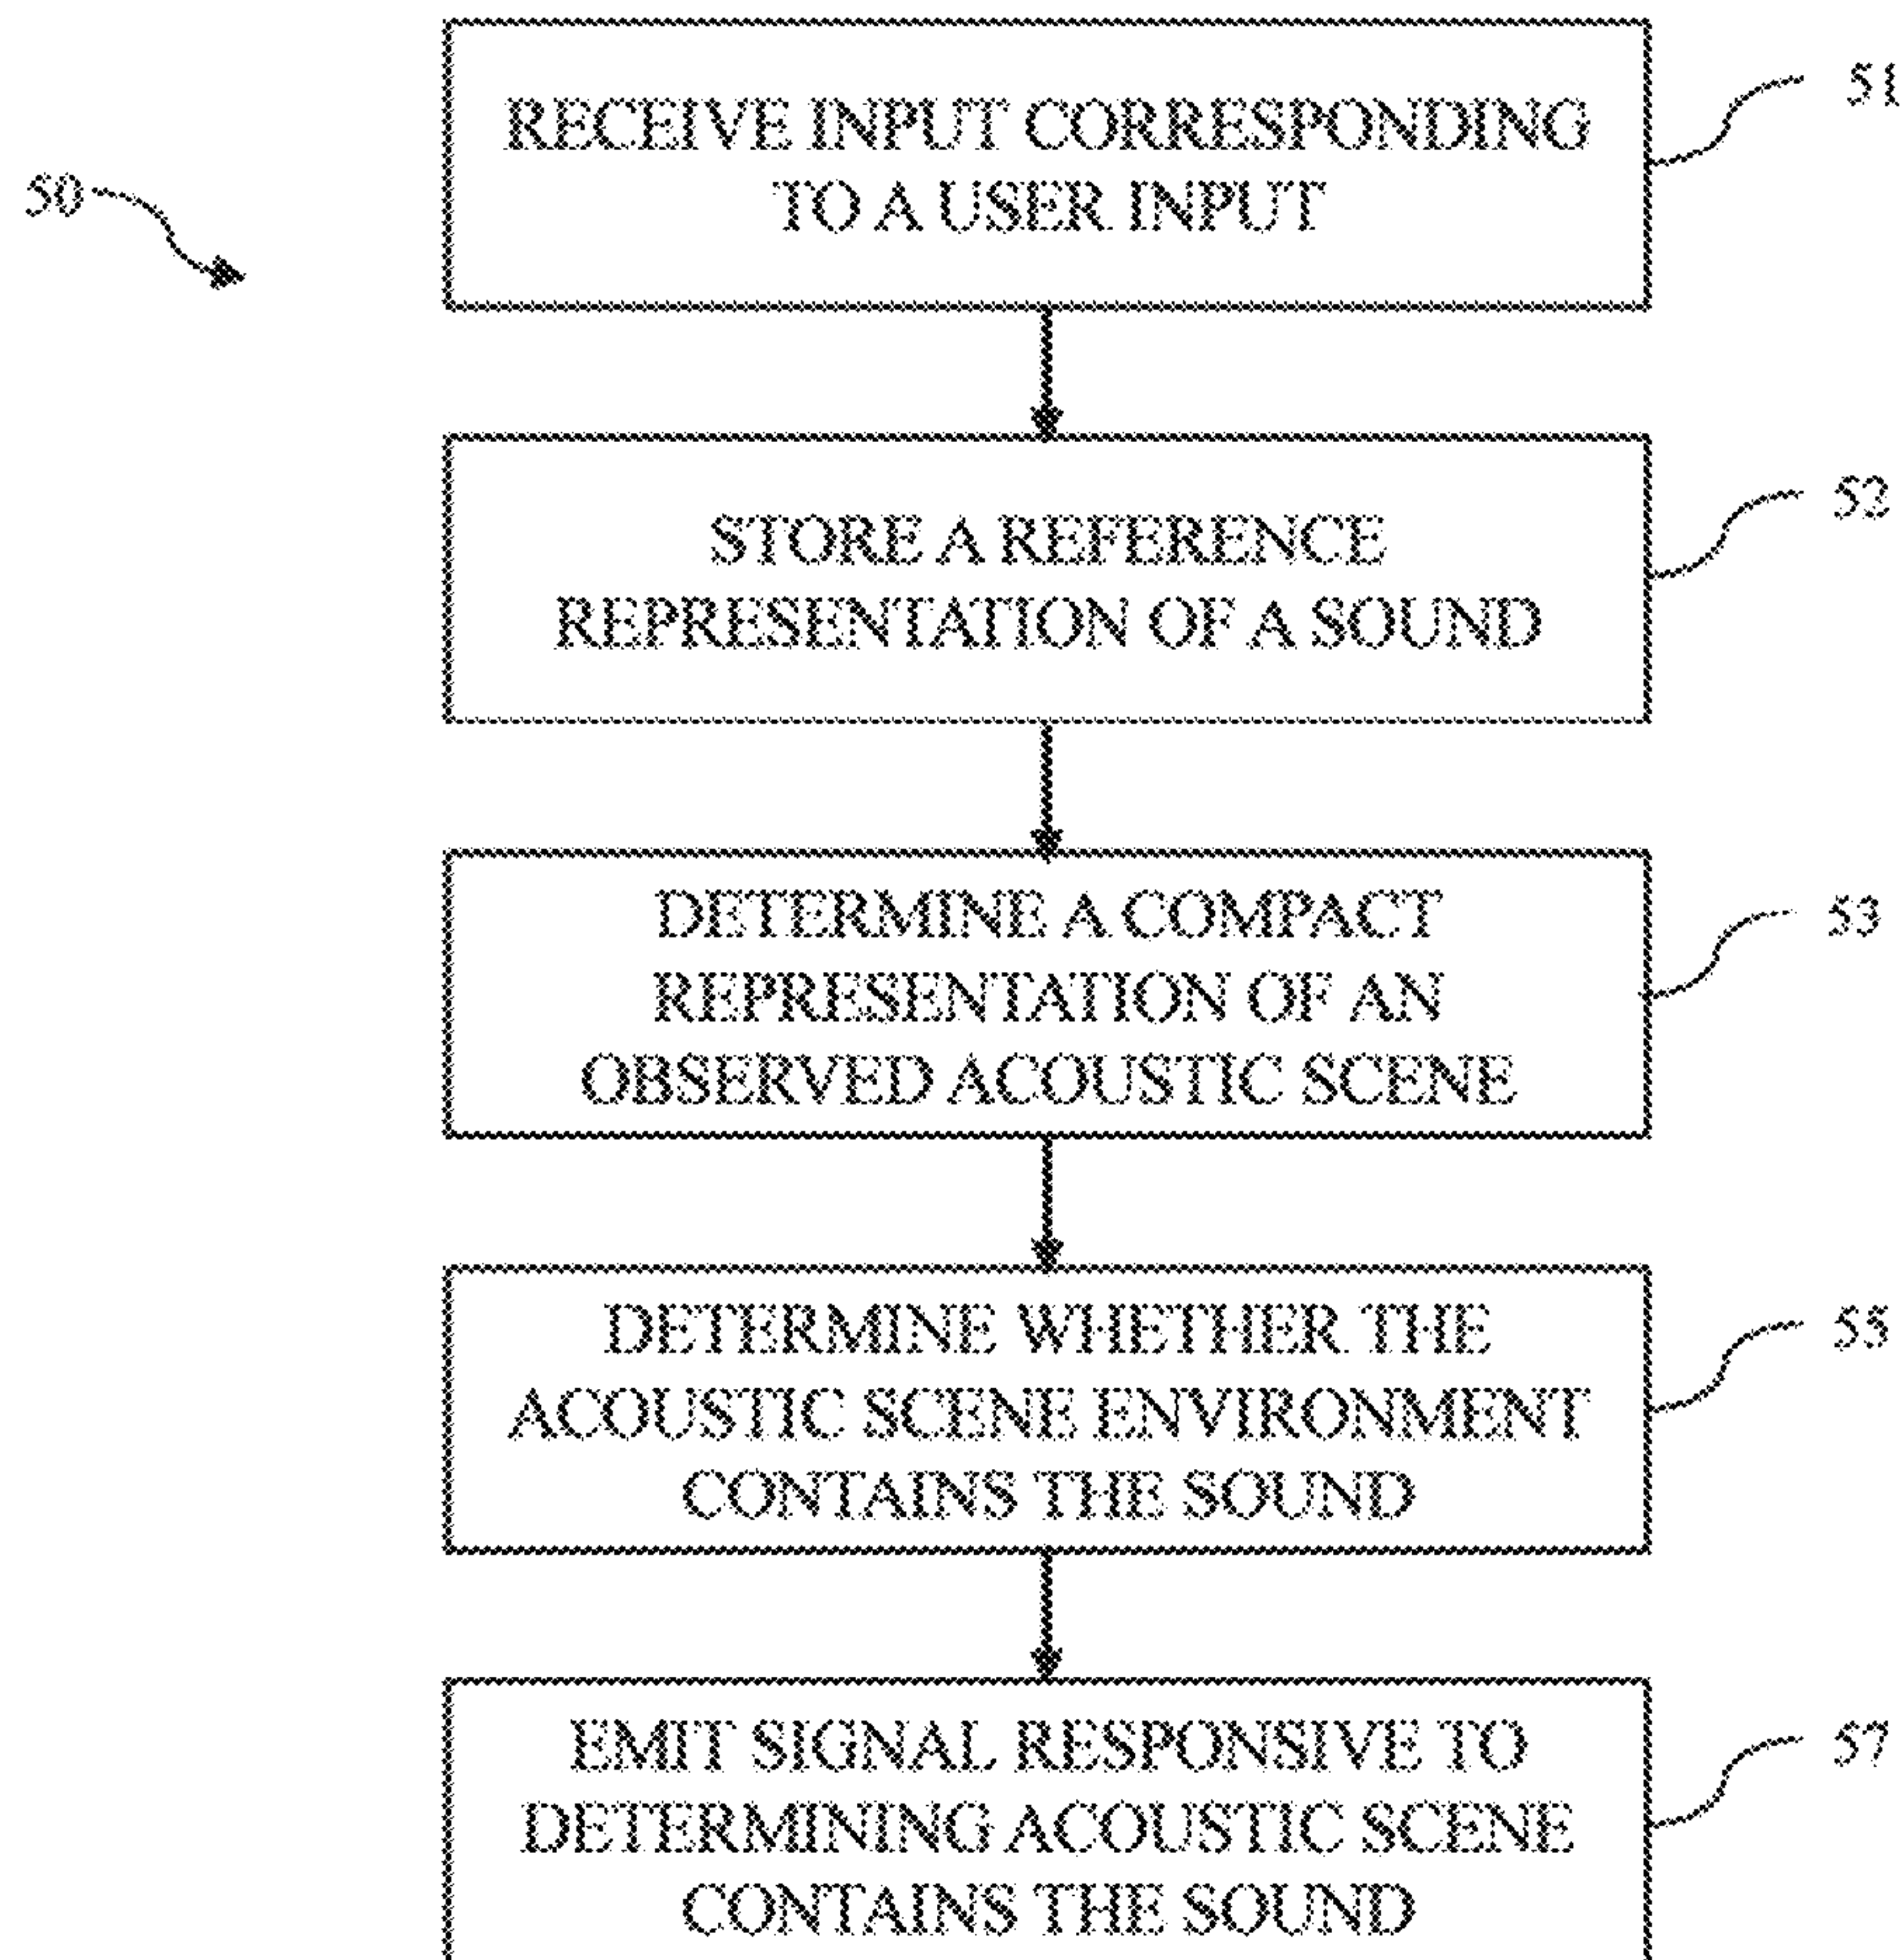 RECEIVE INPUT CORRESPONDING
TO A USER INPUT
51
50
STORE A REFERENCE
REPRESENTATION OF A SOUND
52
DETERMINE A COMPACT
REPRESENTATION OF AN
OBSERVED ACOUSTIC SCENE
53
DETERMINE WHETHER THE
ACOUSTIC SCENE ENVIRONMENT
CONTAINS THE SOUND
55
EMIT SIGNAL RESPONSIVE TO
DETERMINING ACOUSTIC SCENE
CONTAINS THE SOUND
57